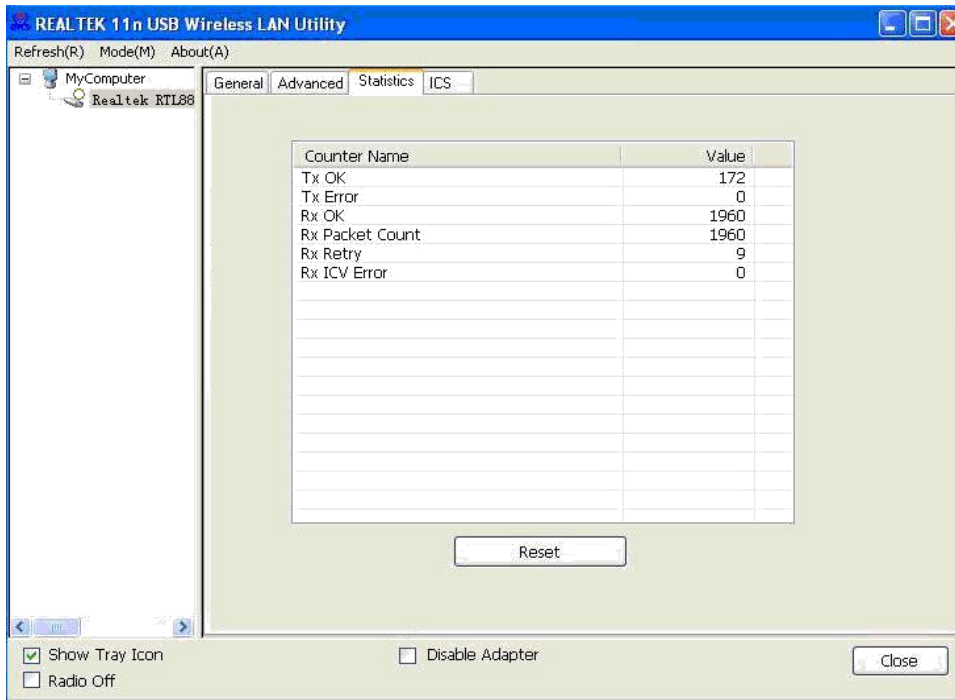 REALTEK 11n USB Wireless LAN Utility
Refresh(R) Mode(M) About(A)
MyComputer
Realtek RTL88
General Advanced Statistics ICS
Counter Name Value
Tx OK 172
Tx Error 0
Rx OK 1960
Rx Packet Count 1960
Rx Retry 9
Rx ICV Error 0
Reset
Show Tray Icon
Radio Off
Disable Adapter
Close